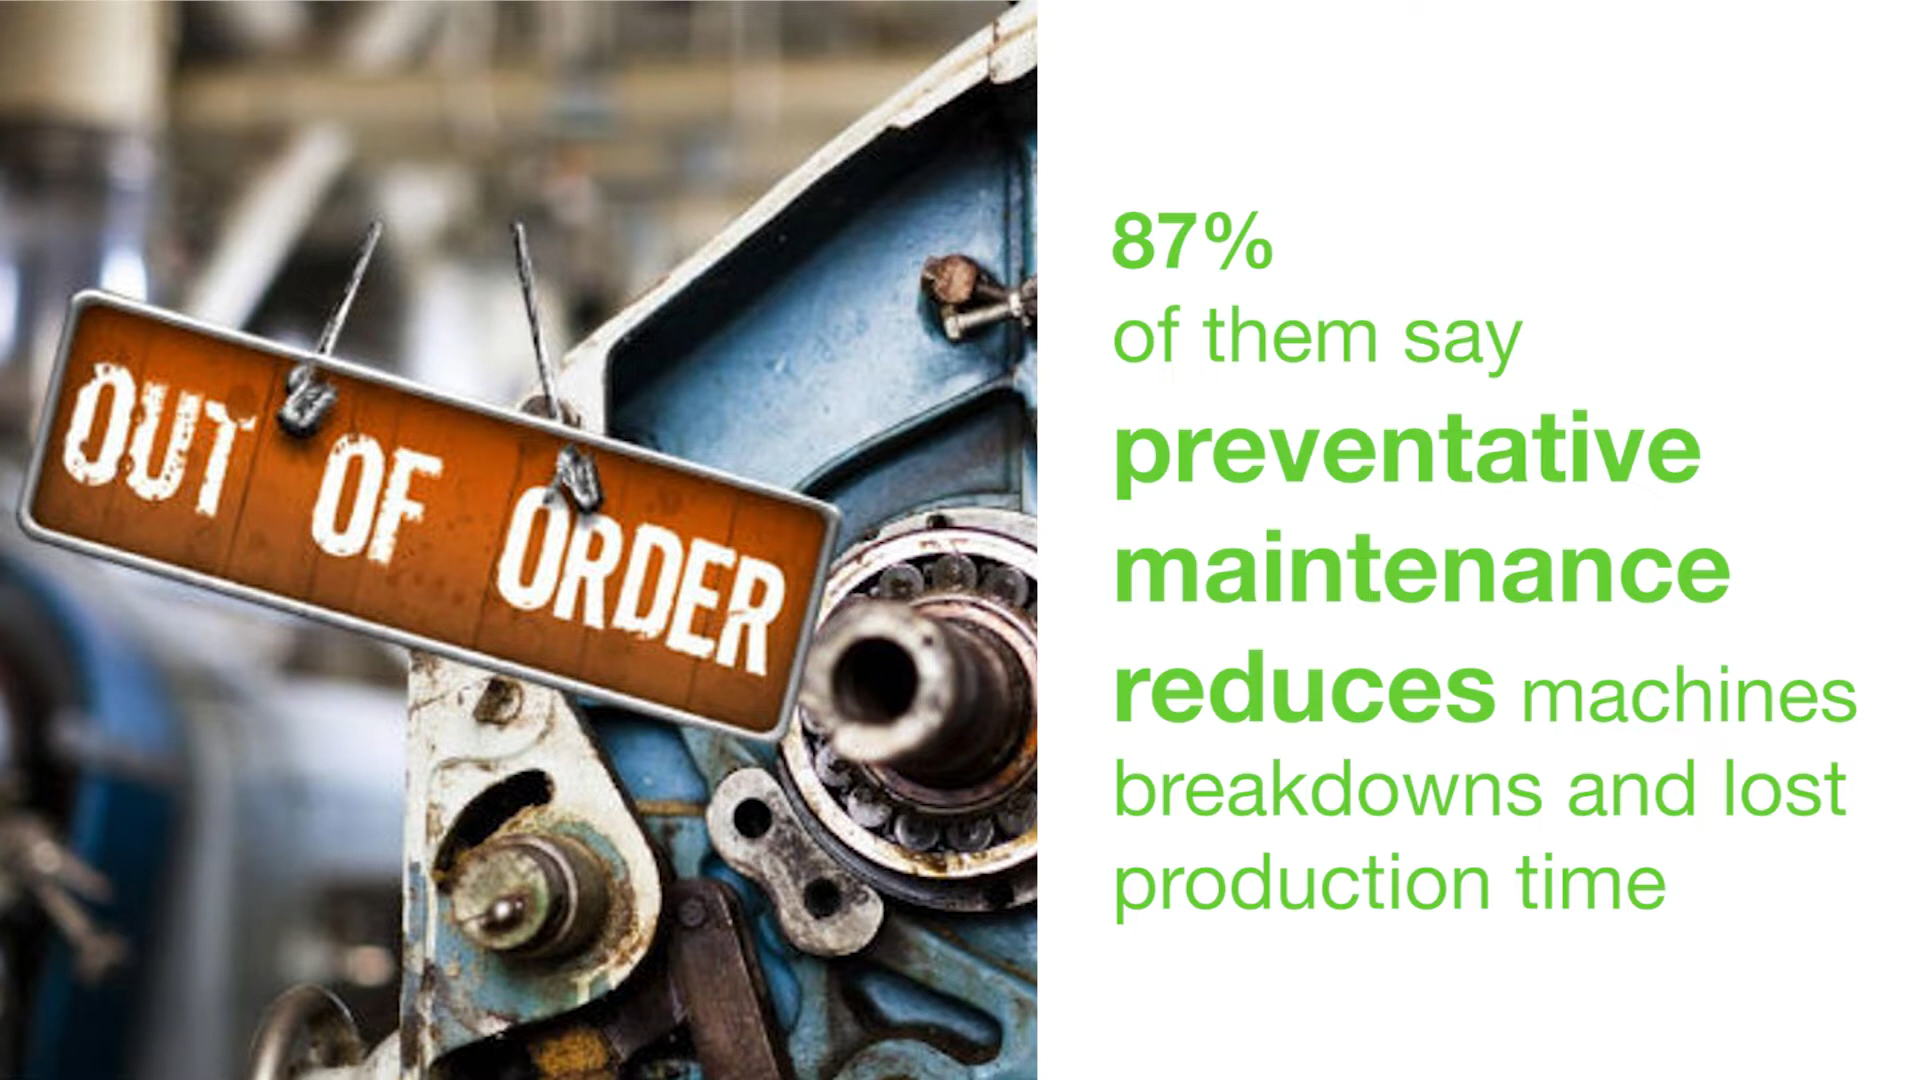 OUT OF ORDER
87%
of them say
preventative
maintenance
reduces machines
breakdowns and lost
production time